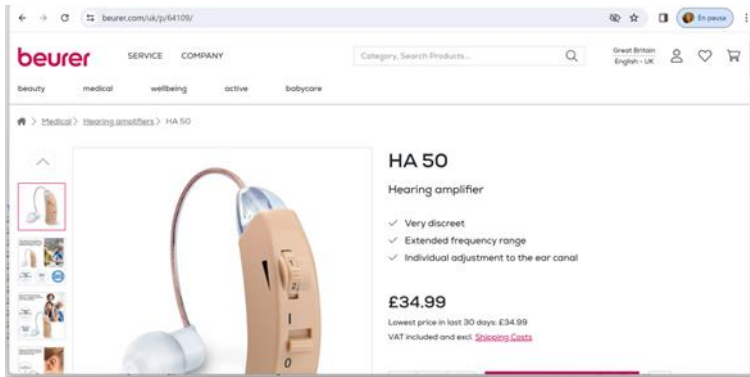 beurer.com/uk/p/64109/
En pausa
beurer
SERVICE COMPANY
Category, Search Products...
Great Britain
English - UK
beauty medical wellbeing active babycare
> Medical > Hearing amplifiers > HA 50
HA 50
Hearing amplifier
✓ Very discreet
✓ Extended frequency range
✓ Individual adjustment to the ear canal
£34.99
Lowest price in last 30 days: £34.99
VAT included and excl. Shipping Costs
I
0